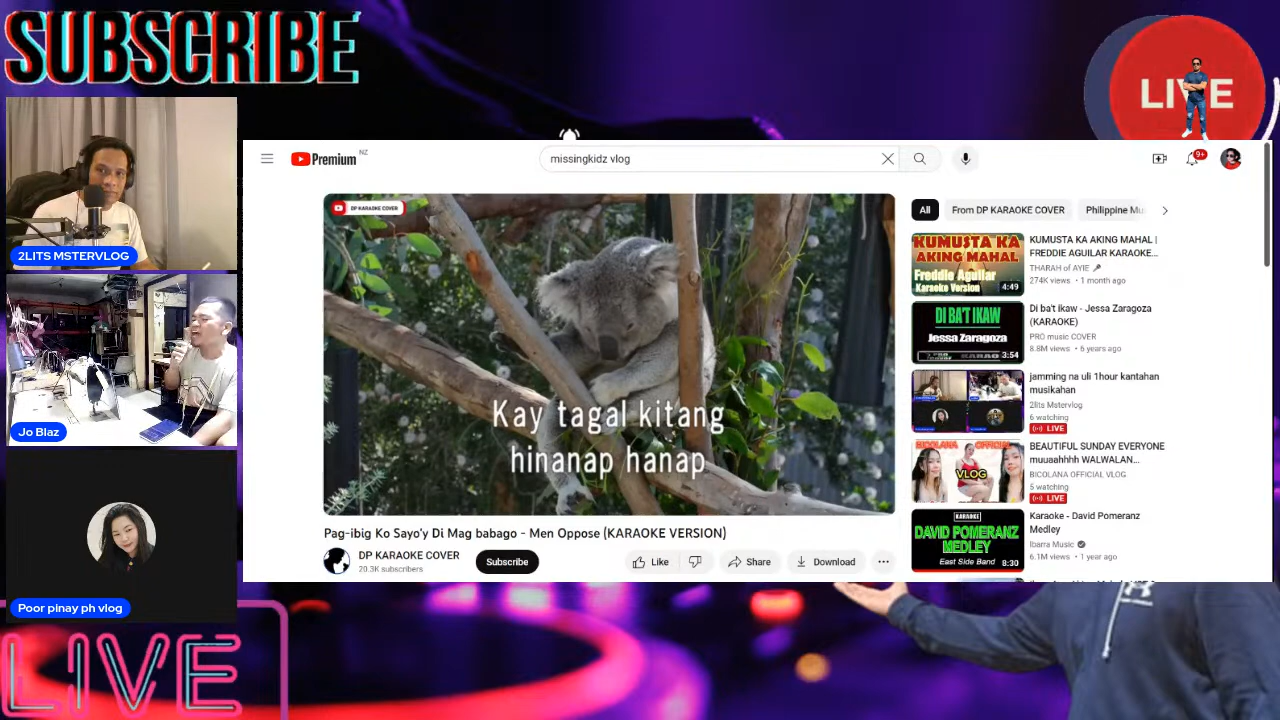 SUBSCRIBE
LIVE
2LITS MSTERVLOG
Jo Blaz
Poor pinay ph vlog
LIVE
Premium NZ
missingkidz vlog
9+
DP KARAOKE COVER
Kay tagal kitang
hinanap hanap
Pag-ibig Ko Sayo'y Di Mag babago - Men Oppose (KARAOKE VERSION)
DP KARAOKE COVER
20.3K subscribers
Subscribe
Like
Share
Download
All
From DP KARAOKE COVER
Philippine Mu
KUMUSTA KA
AKING MAHAL
Freddie Aguilar
Karaoke Version
4:49
KUMUSTA KA AKING MAHAL |
FREDDIE AGUILAR KARAOKE...
THARAH of AYIE
274K views • 1 month ago
DI BA'T IKAW
Jessa Zaragoza
3:54
Di ba't ikaw - Jessa Zaragoza
(KARAOKE)
PRO music COVER
8.8M views • 6 years ago
jamming na uli 1hour kantahan
musikahan
2lits Mstervlog
6 watching
LIVE
BICOLANA OFFICIAL
VLOG
BEAUTIFUL SUNDAY EVERYONE
muuaahhhh WALWALAN...
BICOLANA OFFICIAL VLOG
5 watching
LIVE
KARAOKE
DAVID POMERANZ
MEDLEY
East Side Band
8:30
Karaoke - David Pomeranz
Medley
Ibarra Music
6.1M views • 1 year ago